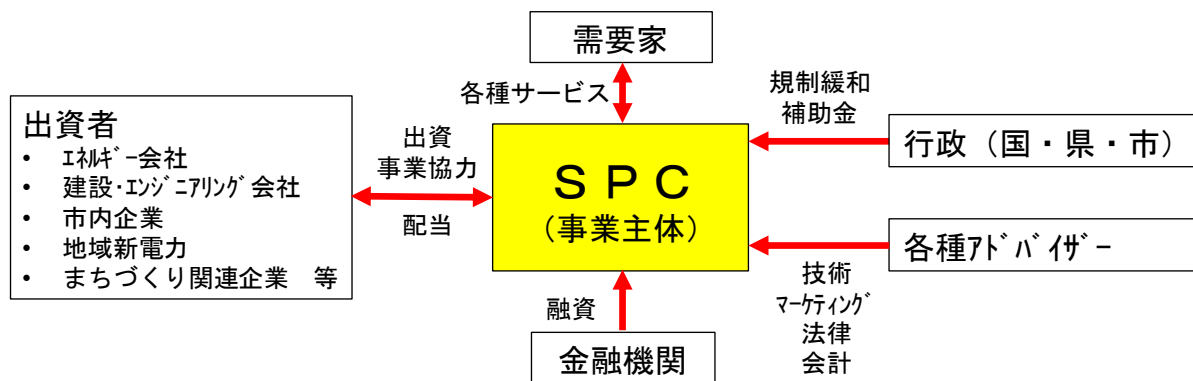 需要家
各種サービス
出資者
• ｴﾈﾙｷﾞｰ会社
• 建設･ｴﾝｼﾞﾆｱﾘﾝｸﾞ会社
• 市内企業
• 地域新電力
• まちづくり関連企業　等
出資
事業協力
配当
ＳＰＣ
（事業主体）
規制緩和
補助金
行政（国・県・市）
各種ｱﾄﾞﾊﾞｲｻﾞｰ
技術
ﾏｰｹﾃｨﾝｸﾞ
法律
会計
融資
金融機関